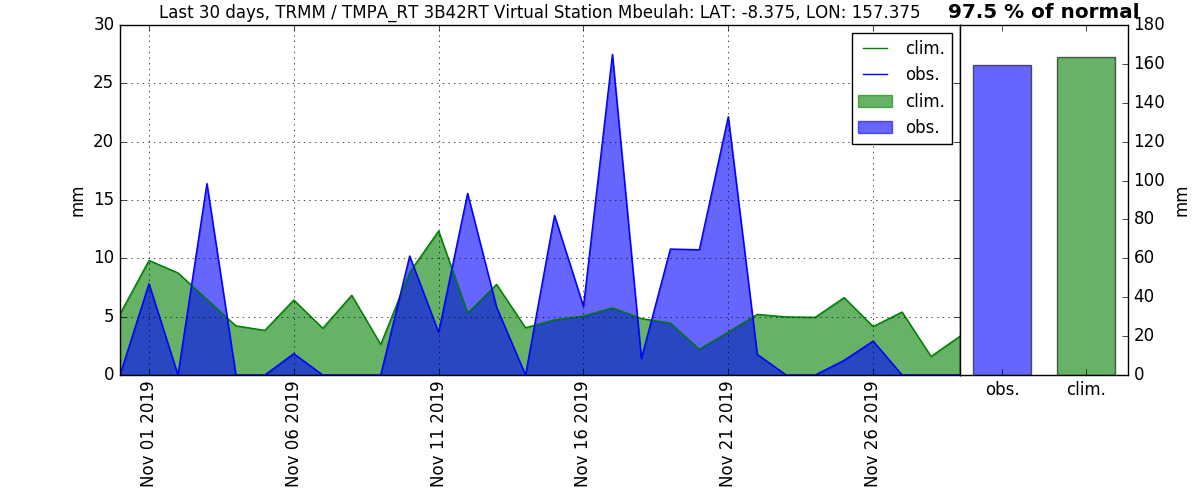 Last 30 days, TRMM / TMPA_RT 3B42RT Virtual Station Mbeulah: LAT: -8.375, LON: 157.375
97.5 % of normal
30
25
20
15
10
5
0
mm
clim.
obs.
clim.
obs.
180
160
140
120
100
80
60
40
20
0
mm
obs.
clim.
Nov 01 2019
Nov 06 2019
Nov 11 2019
Nov 16 2019
Nov 21 2019
Nov 26 2019